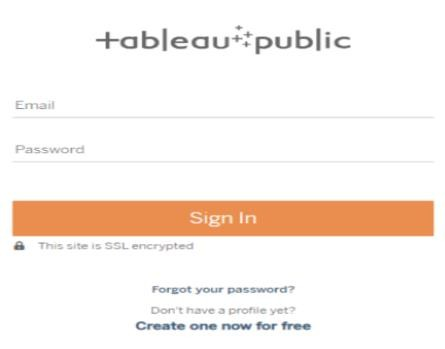 +ableau public
Email
Password
Sign In
This site is SSL encrypted
Forgot your password?
Don't have a profile yet?
Create one now for free